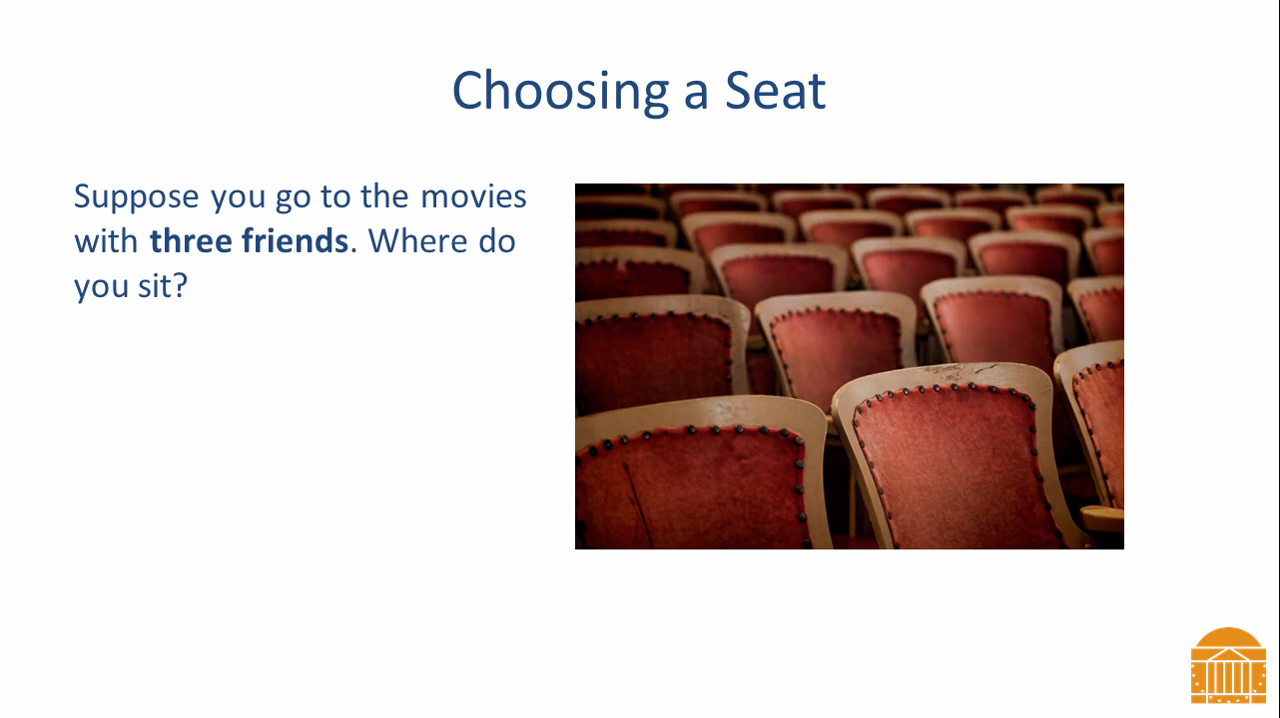 Choosing a Seat
Suppose you go to the movies
with three friends. Where do
you sit?